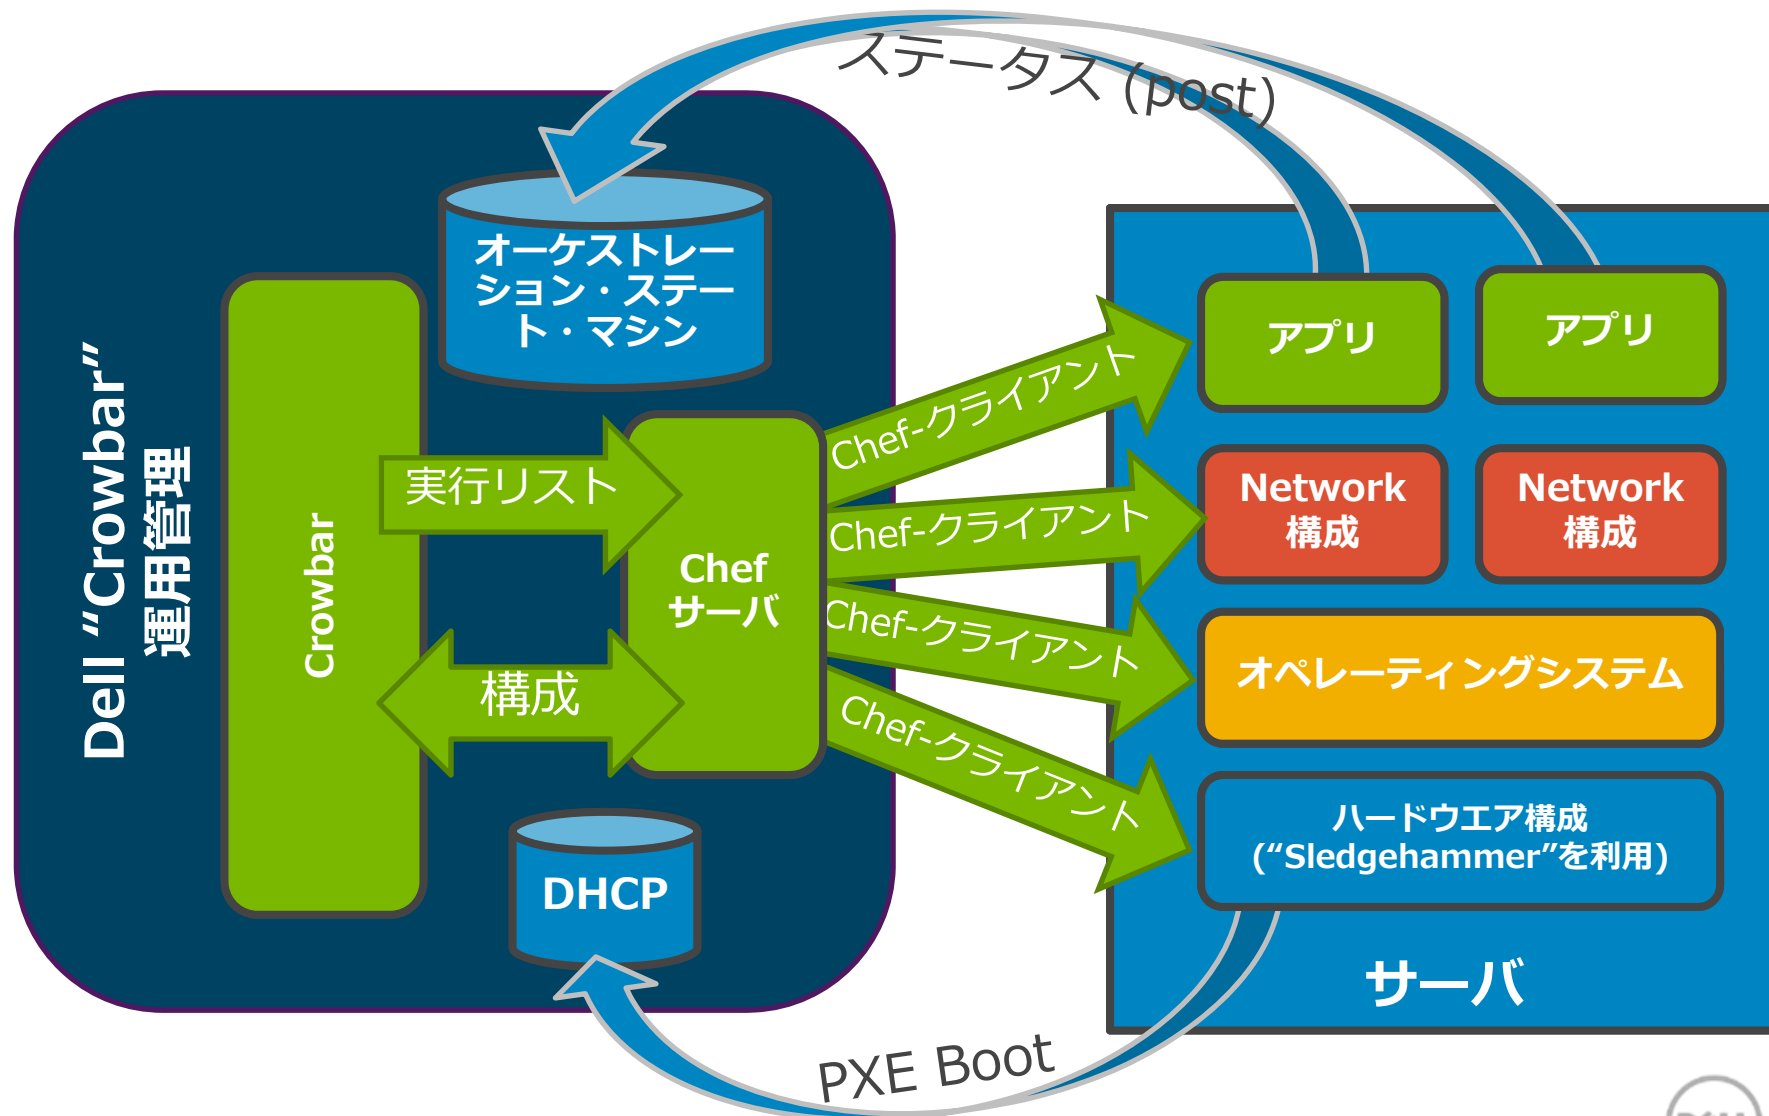 ステータス (post)
Dell “Crowbar”
運用管理
オーケストレー
ション・ステー
ト・マシン
Crowbar
実行リスト
構成
Chef
サーバ
DHCP
Chef-クライアント
Chef-クライアント
Chef-クライアント
Chef-クライアント
アプリ
アプリ
Network
構成
Network
構成
オペレーティングシステム
ハードウエア構成
(“Sledgehammer”を利用)
サーバ
PXE Boot